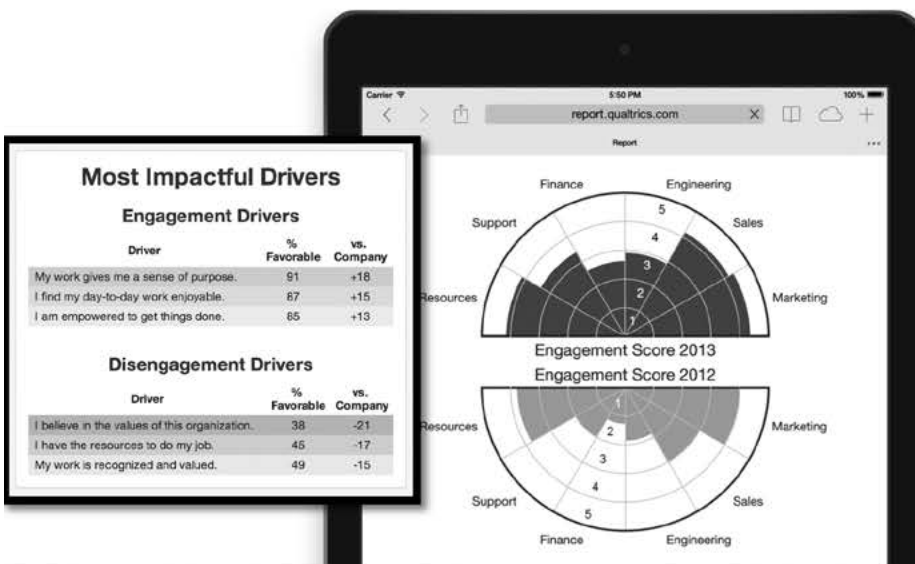 Most Impactful Drivers
Engagement Drivers
Driver % Favorable vs. Company
My work gives me a sense of purpose. 91 +18
I find my day-to-day work enjoyable. 87 +15
I am empowered to get things done. 85 +13
Disengagement Drivers
Driver % Favorable vs. Company
I believe in the values of this organization. 38 -21
I have the resources to do my job. 45 -17
My work is recognized and valued. 49 -15
Carrier 5:50 PM 100%
report.qualtrics.com
Report
Finance Engineering
Support Sales
Resources Marketing
5
4
3
2
1
Engagement Score 2013
Engagement Score 2012
1
2
3
4
5
Resources Marketing
Support Sales
Finance Engineering